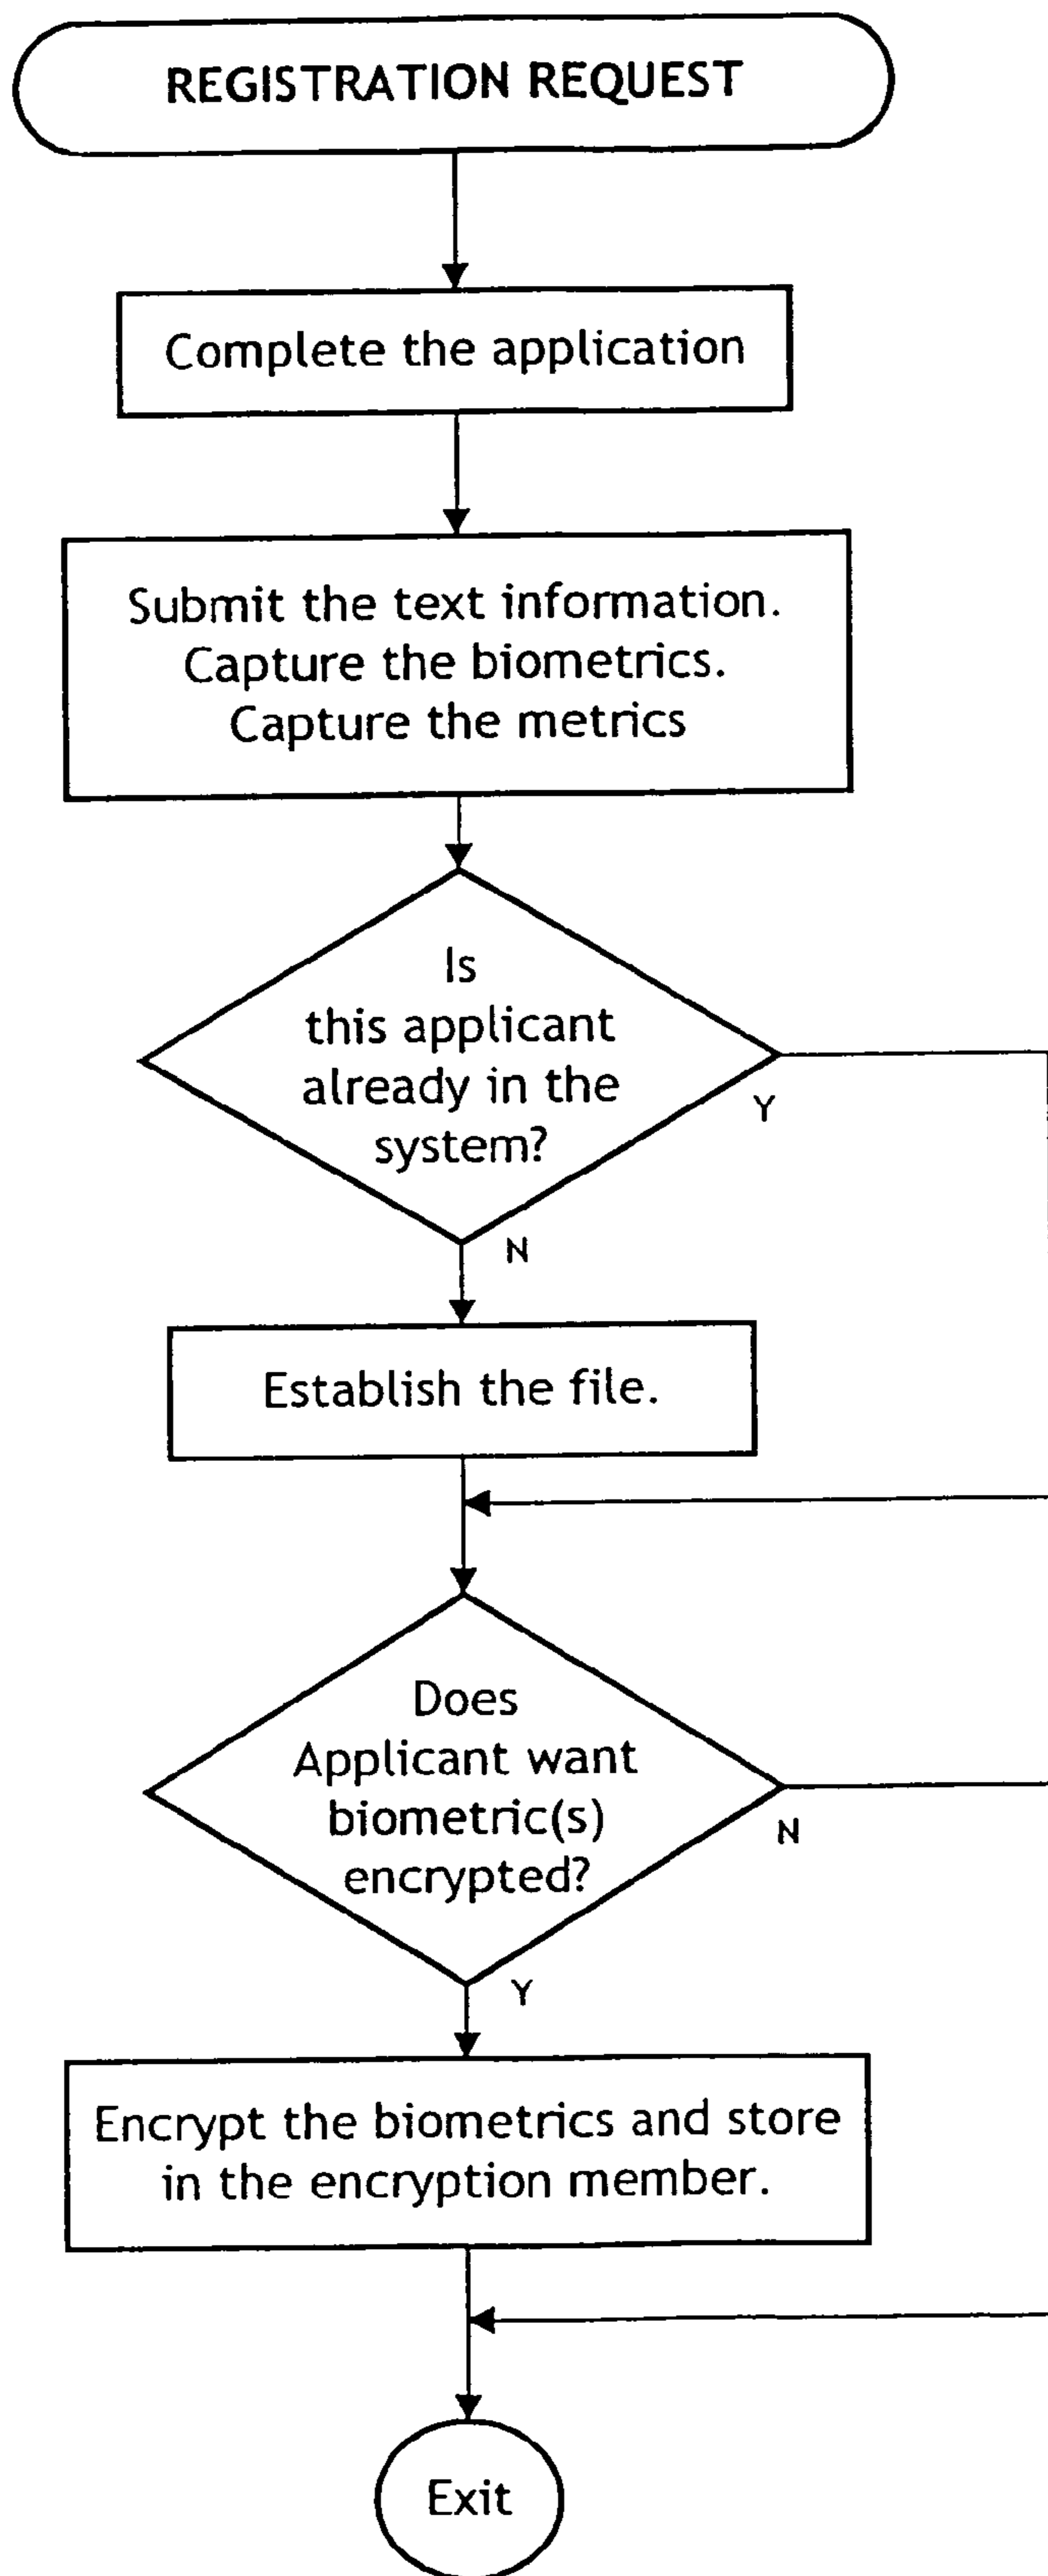 REGISTRATION REQUEST
Complete the application
Submit the text information.
Capture the biometrics.
Capture the metrics
Is
this applicant
already in the
system?
Y
N
Establish the file.
Does
Applicant want
biometric(s)
encrypted?
N
Y
Encrypt the biometrics and store
in the encryption member.
Exit